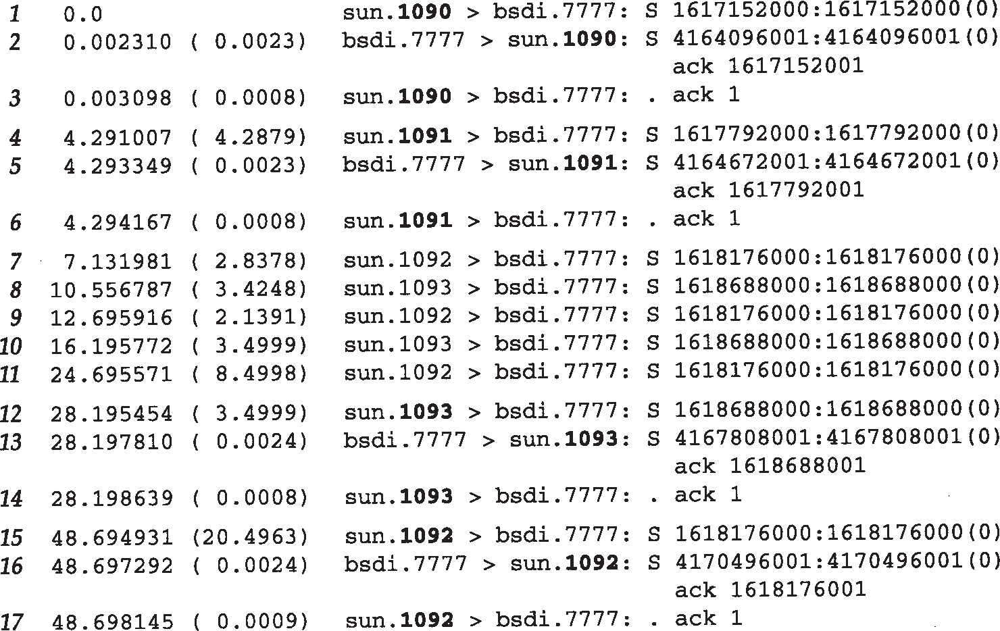 1 0.0 sun.1090 > bsdi.7777: S 1617152000:1617152000(0)
2 0.002310 ( 0.0023) bsdi.7777 > sun.1090: S 4164096001:4164096001(0)
ack 1617152001
3 0.003098 ( 0.0008) sun.1090 > bsdi.7777: . ack 1
4 4.291007 ( 4.2879) sun.1091 > bsdi.7777: S 1617792000:1617792000(0)
5 4.293349 ( 0.0023) bsdi.7777 > sun.1091: S 4164672001:4164672001(0)
ack 1617792001
6 4.294167 ( 0.0008) sun.1091 > bsdi.7777: . ack 1
7 7.131981 ( 2.8378) sun.1092 > bsdi.7777: S 1618176000:1618176000(0)
8 10.556787 ( 3.4248) sun.1093 > bsdi.7777: S 1618688000:1618688000(0)
9 12.695916 ( 2.1391) sun.1092 > bsdi.7777: S 1618176000:1618176000(0)
10 16.195772 ( 3.4999) sun.1093 > bsdi.7777: S 1618688000:1618688000(0)
11 24.695571 ( 8.4998) sun.1092 > bsdi.7777: S 1618176000:1618176000(0)
12 28.195454 ( 3.4999) sun.1093 > bsdi.7777: S 1618688000:1618688000(0)
13 28.197810 ( 0.0024) bsdi.7777 > sun.1093: S 4167808001:4167808001(0)
ack 1618688001
14 28.198639 ( 0.0008) sun.1093 > bsdi.7777: . ack 1
15 48.694931 (20.4963) sun.1092 > bsdi.7777: S 1618176000:1618176000(0)
16 48.697292 ( 0.0024) bsdi.7777 > sun.1092: S 4170496001:4170496001(0)
ack 1618176001
17 48.698145 ( 0.0009) sun.1092 > bsdi.7777: . ack 1